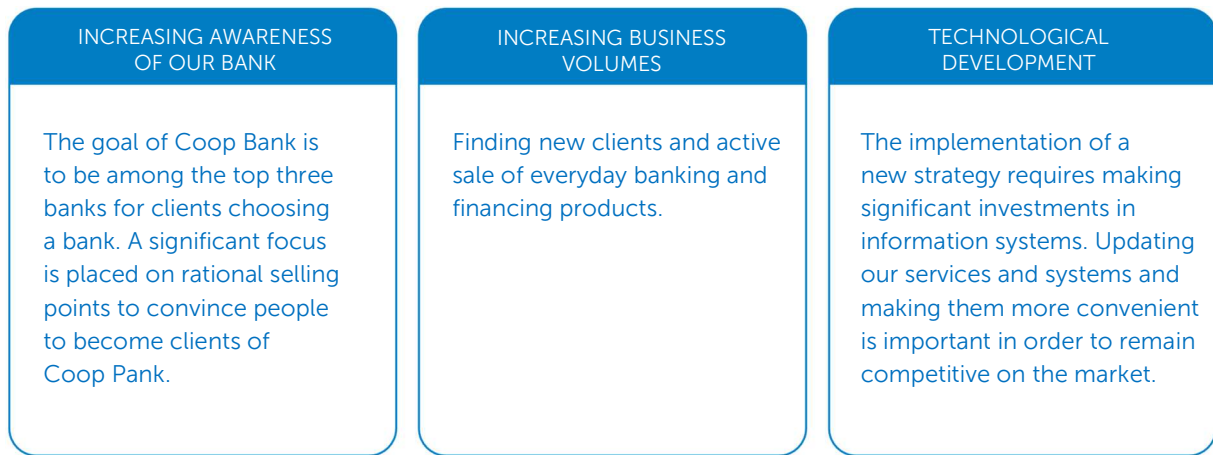 INCREASING AWARENESS
OF OUR BANK
The goal of Coop Bank is
to be among the top three
banks for clients choosing
a bank. A significant focus
is placed on rational selling
points to convince people
to become clients of
Coop Pank.
INCREASING BUSINESS
VOLUMES
Finding new clients and active
sale of everyday banking and
financing products.
TECHNOLOGICAL
DEVELOPMENT
The implementation of a
new strategy requires making
significant investments in
information systems. Updating
our services and systems and
making them more convenient
is important in order to remain
competitive on the market.